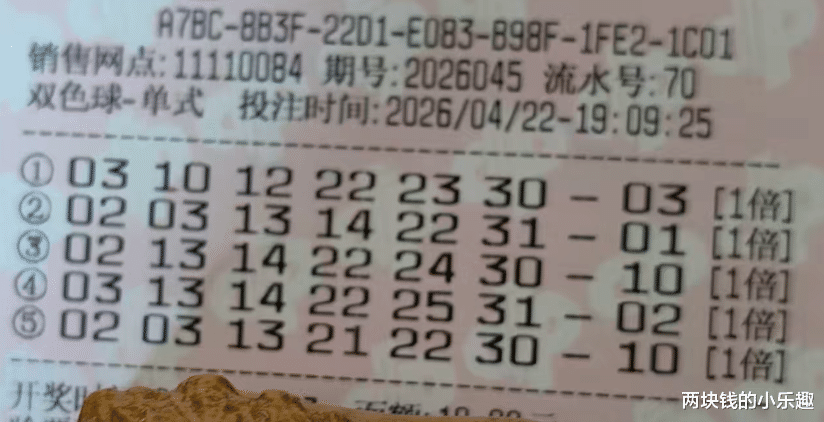 A7BC-8B3F-22D1-E083-898F-1FE2-1C01
销售网点:11110084 期号:2026045 流水号:70
双色球-单式 投注时间:2026/04/22-19:09:25
① 03 10 12 22 23 30 - 03 [1倍]
② 02 03 13 14 22 31 - 01 [1倍]
③ 02 13 14 22 24 30 - 10 [1倍]
④ 03 13 14 22 25 31 - 02 [1倍]
⑤ 02 03 13 21 22 30 - 10 [1倍]
开奖时
两块钱的小乐趣